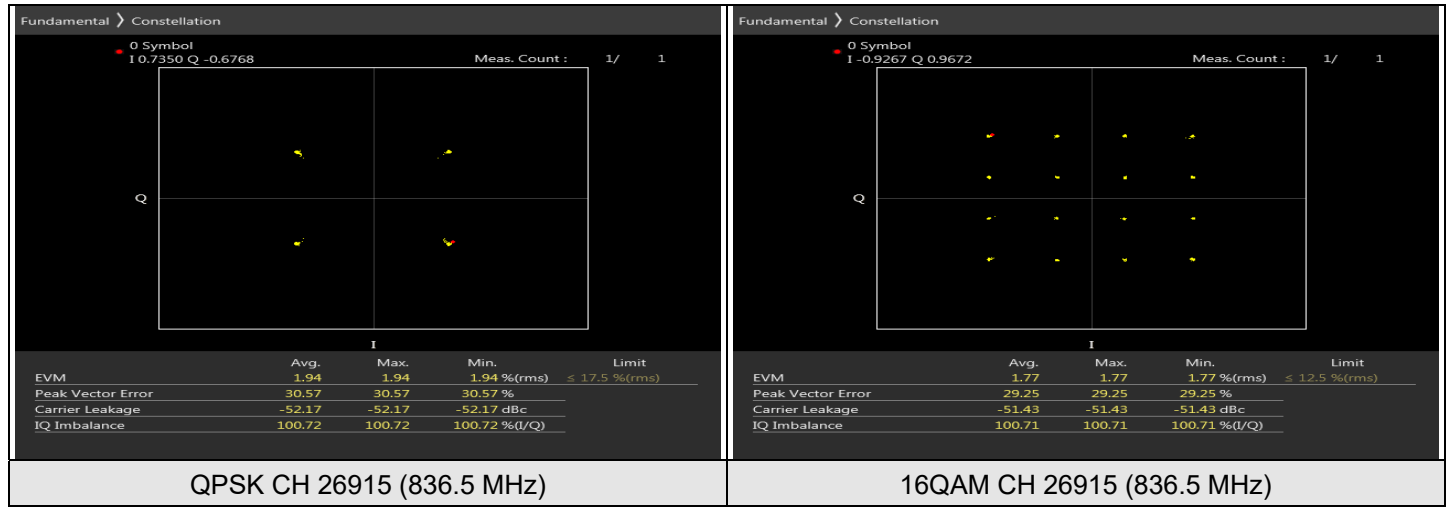 Fundamental ❯ Constellation
0 Symbol
I 0.7350 Q -0.6768 Meas. Count : 1/ 1
Q
I
Avg. Max. Min. Limit
EVM 1.94 1.94 1.94 %(rms) ≤ 17.5 %(rms)
Peak Vector Error 30.57 30.57 30.57 %
Carrier Leakage -52.17 -52.17 -52.17 dBc
IQ Imbalance 100.72 100.72 100.72 %(I/Q)
QPSK CH 26915 (836.5 MHz)
Fundamental ❯ Constellation
0 Symbol
I -0.9267 Q 0.9672 Meas. Count : 1/ 1
Q
I
Avg. Max. Min. Limit
EVM 1.77 1.77 1.77 %(rms) ≤ 12.5 %(rms)
Peak Vector Error 29.25 29.25 29.25 %
Carrier Leakage -51.43 -51.43 -51.43 dBc
IQ Imbalance 100.71 100.71 100.71 %(I/Q)
16QAM CH 26915 (836.5 MHz)